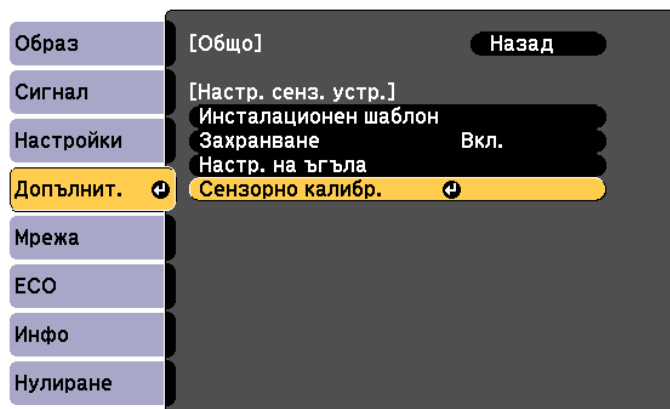 Образ
Сигнал
Настройки
Допълнит.
Мрежа
ECO
Инфо
Нулиране
[Общо] Назад
[Настр. сенз. устр.]
Инсталационен шаблон
Захранване Вкл.
Настр. на ъгъла
Сензорно калибр.